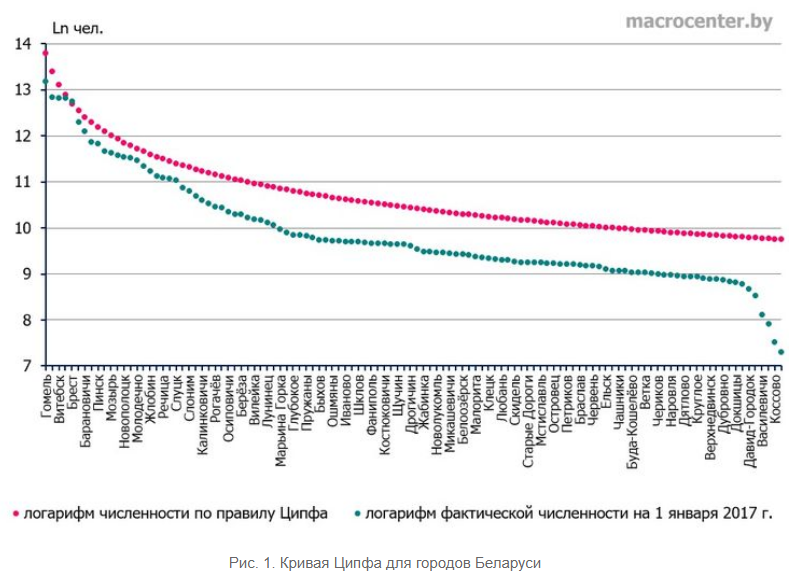 Ln чел.
macrocenter.by
14
13
12
11
10
9
8
7
Гомель
Витебск
Брест
Барановичи
Пинск
Мозырь
Новополоцк
Молодечно
Жлобин
Речица
Слуцк
Слоним
Калинковичи
Рогачёв
Осиповичи
Берёза
Вилейка
Лунинец
Марьина Горка
Глубокое
Пружаны
Быхов
Ошмяны
Иваново
Шклов
Фаниполь
Костюковичи
Щучин
Дрогичин
Жабинка
Новолукомль
Микашевичи
Белоозёрск
Малорита
Клецк
Любань
Скидель
Старые Дороги
Мстиславль
Островец
Петриков
Браслав
Червень
Ельск
Чашники
Буда-Кошелёво
Ветка
Чериков
Наровля
Дятлово
Круглое
Верхнедвинск
Дубровно
Докшицы
Давид-Городок
Василевичи
Коссово
логарифм численности по правилу Ципфа
логарифм фактической численности на 1 января 2017 г.
Рис. 1. Кривая Ципфа для городов Беларуси